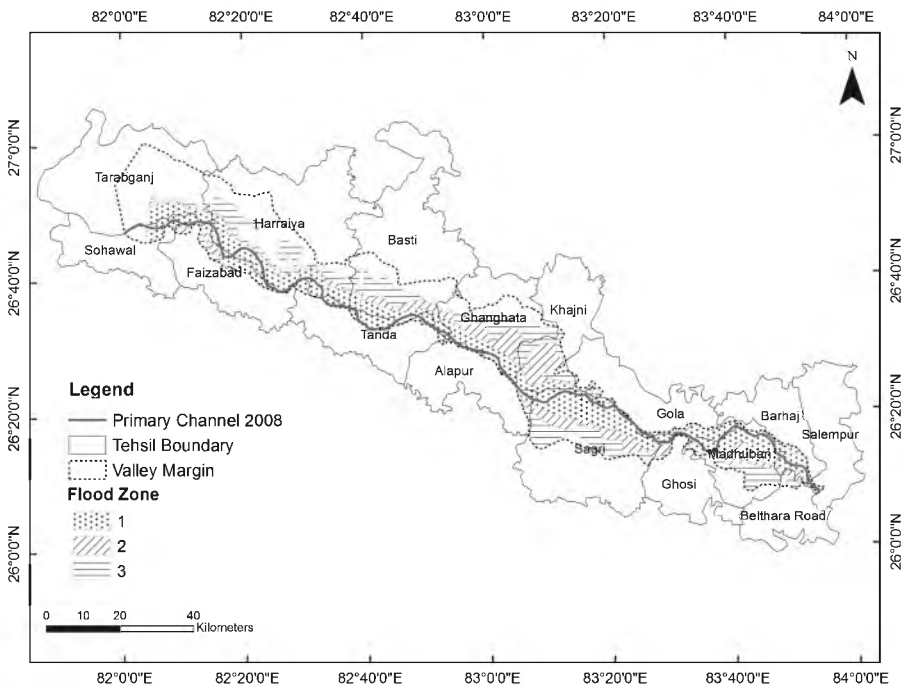 82°0'0"E 82°20'0"E 82°40'0"E 83°0'0"E 83°20'0"E 83°40'0"E 84°0'0"E
N
27°0'0"N
27°0'0"N
Tarabganj
Harraiya
Basti
Sohawal
Faizabad
26°40'0"N
26°40'0"N
Ghanghata
Khajni
Tanda
Alapur
Legend
Primary Channel 2008
Tehsil Boundary
Valley Margin
Flood Zone
1
2
3
26°20'0"N
26°20'0"N
Gola
Barhaj
Salempur
Sagri
Madhuban
Ghosi
Belthara Road
26°0'0"N
26°0'0"N
0 10 20 40
Kilometers
82°0'0"E 82°20'0"E 82°40'0"E 83°0'0"E 83°20'0"E 83°40'0"E 84°0'0"E